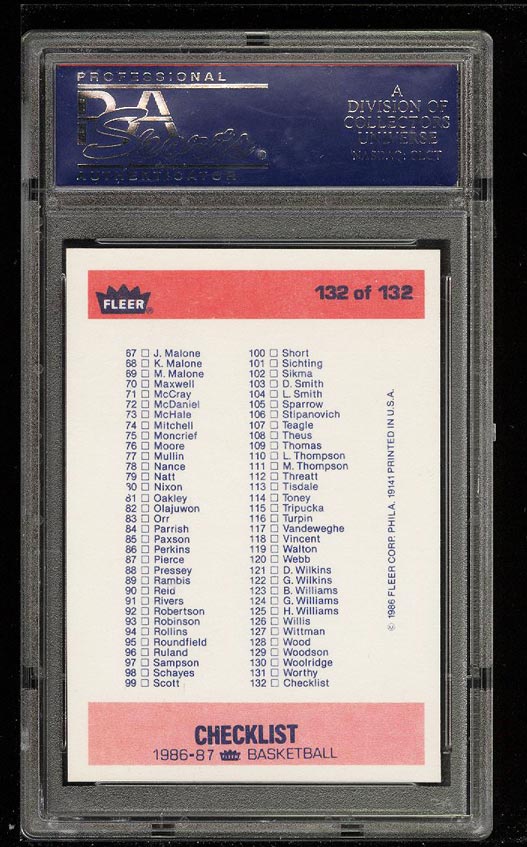 PROFESSIONAL
PSA
Sports
AUTHENTICATOR
A
DIVISION OF
COLLECTORS
UNIVERSE
NASDAQ: CLCT
FLEER®
132 of 132
67 □ J. Malone
68 □ K. Malone
69 □ M. Malone
70 □ Maxwell
71 □ McCray
72 □ McDaniel
73 □ McHale
74 □ Mitchell
75 □ Moncrief
76 □ Moore
77 □ Mullin
78 □ Nance
79 □ Natt
80 □ Nixon
81 □ Oakley
82 □ Olajuwon
83 □ Orr
84 □ Parrish
85 □ Paxson
86 □ Perkins
87 □ Pierce
88 □ Pressey
89 □ Rambis
90 □ Reid
91 □ Rivers
92 □ Robertson
93 □ Robinson
94 □ Rollins
95 □ Roundfield
96 □ Ruland
97 □ Sampson
98 □ Schayes
99 □ Scott
100 □ Short
101 □ Sichting
102 □ Sikma
103 □ D. Smith
104 □ L. Smith
105 □ Sparrow
106 □ Stipanovich
107 □ Teagle
108 □ Theus
109 □ Thomas
110 □ L. Thompson
111 □ M. Thompson
112 □ Threatt
113 □ Tisdale
114 □ Toney
115 □ Tripucka
116 □ Turpin
117 □ Vandeweghe
118 □ Vincent
119 □ Walton
120 □ Webb
121 □ D. Wilkins
122 □ G. Wilkins
123 □ B. Williams
124 □ G. Williams
125 □ H. Williams
126 □ Willis
127 □ Wittman
128 □ Wood
129 □ Woodson
130 □ Woolridge
131 □ Worthy
132 □ Checklist
© 1986 FLEER CORP. PHILA. 19141 PRINTED IN U.S.A.
CHECKLIST
1986-87 FLEER BASKETBALL